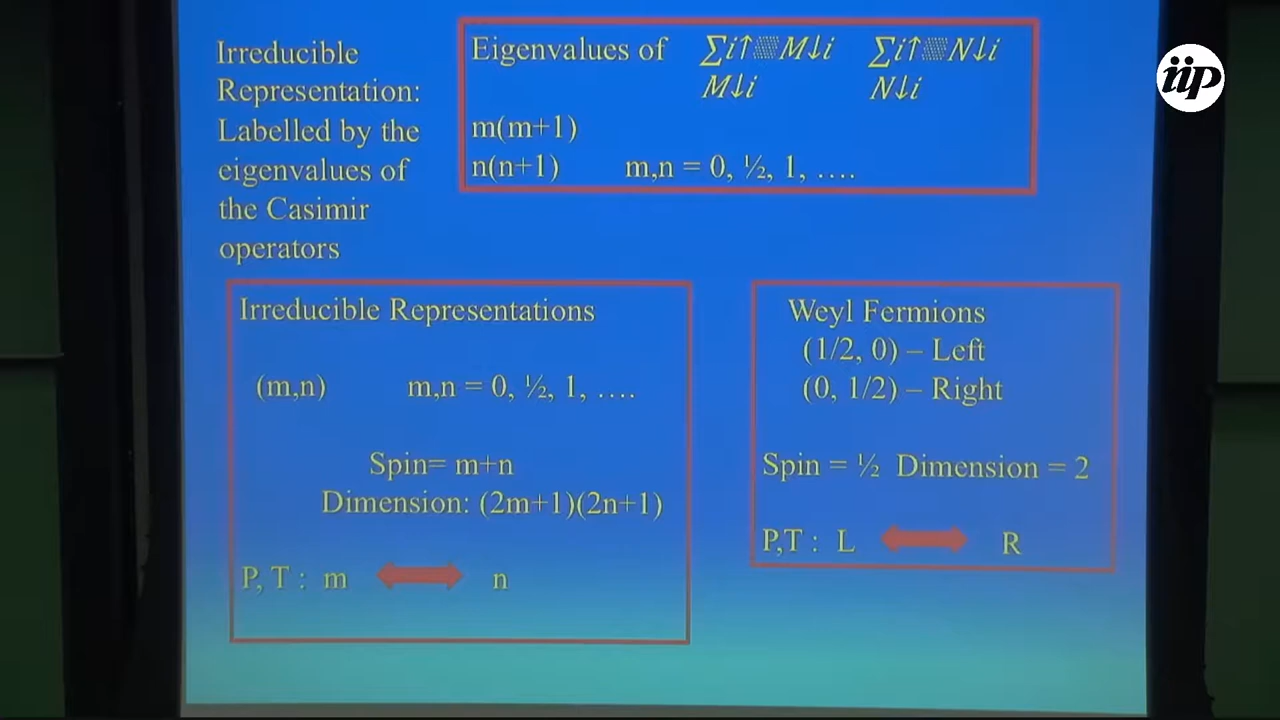 Irreducible
Representation:
Labelled by the
eigenvalues of
the Casimir
operators
Eigenvalues of ∑i↑▒M↓i ∑i↑▒N↓i
M↓i N↓i
m(m+1)
n(n+1) m,n = 0, ½, 1, ….
Irreducible Representations
(m,n) m,n = 0, ½, 1, ….
Spin= m+n
Dimension: (2m+1)(2n+1)
P, T : m n
Weyl Fermions
(1/2, 0) – Left
(0, 1/2) – Right
Spin = ½ Dimension = 2
P,T : L R
iip